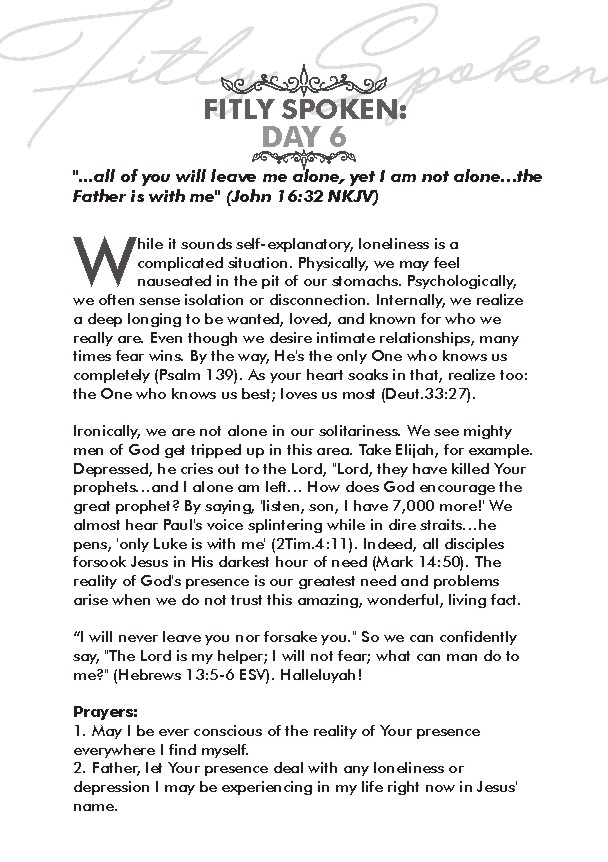 Fitly Spoken
FITLY SPOKEN:
DAY 6
"...all of you will leave me alone, yet I am not alone...the
Father is with me" (John 16:32 NKJV)
While it sounds self-explanatory, loneliness is a
complicated situation. Physically, we may feel
nauseated in the pit of our stomachs. Psychologically,
we often sense isolation or disconnection. Internally, we realize
a deep longing to be wanted, loved, and known for who we
really are. Even though we desire intimate relationships, many
times fear wins. By the way, He's the only One who knows us
completely (Psalm 139). As your heart soaks in that, realize too:
the One who knows us best; loves us most (Deut.33:27).
Ironically, we are not alone in our solitariness. We see mighty
men of God get tripped up in this area. Take Elijah, for example.
Depressed, he cries out to the Lord, "Lord, they have killed Your
prophets...and I alone am left... How does God encourage the
great prophet? By saying, 'listen, son, I have 7,000 more!' We
almost hear Paul's voice splintering while in dire straits...he
pens, 'only Luke is with me' (2Tim.4:11). Indeed, all disciples
forsook Jesus in His darkest hour of need (Mark 14:50). The
reality of God's presence is our greatest need and problems
arise when we do not trust this amazing, wonderful, living fact.
“I will never leave you nor forsake you." So we can confidently
say, "The Lord is my helper; I will not fear; what can man do to
me?" (Hebrews 13:5-6 ESV). Halleluyah!
Prayers:
1. May I be ever conscious of the reality of Your presence
everywhere I find myself.
2. Father, let Your presence deal with any loneliness or
depression I may be experiencing in my life right now in Jesus'
name.